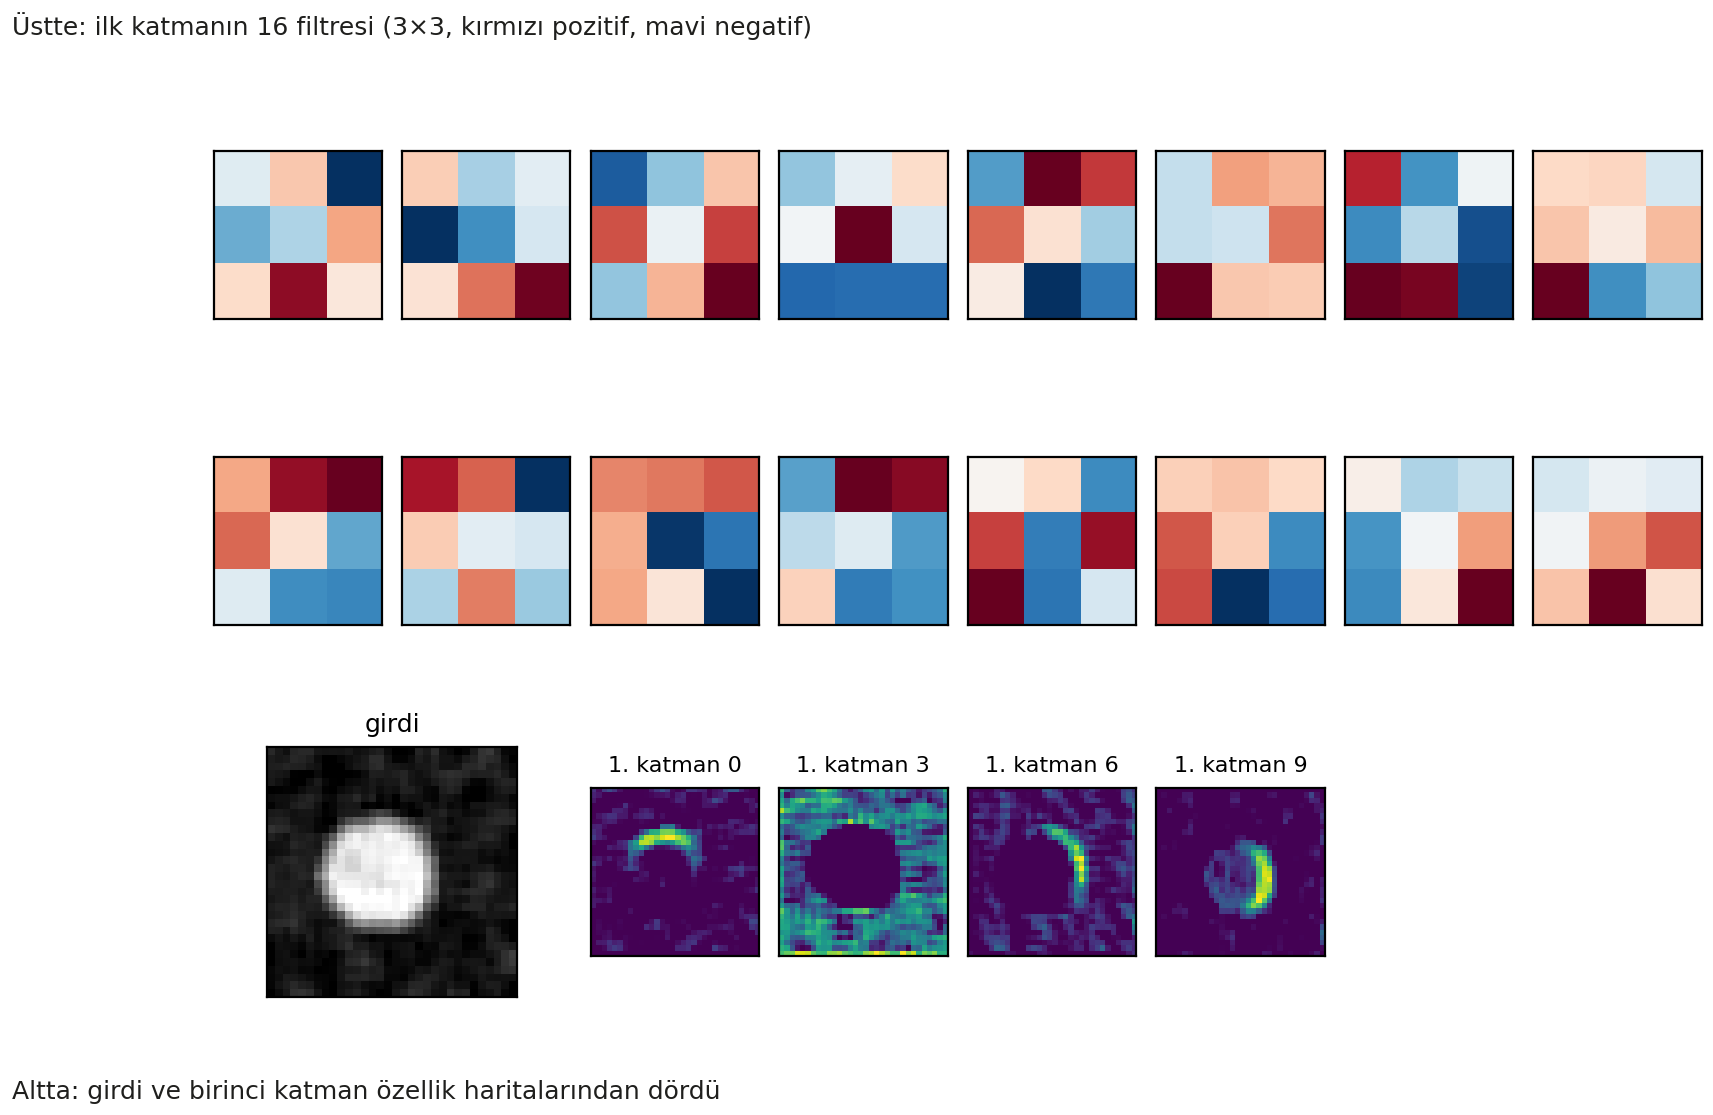 Üstte: ilk katmanın 16 filtresi (3×3, kırmızı pozitif, mavi negatif)
girdi
1. katman 0
1. katman 3
1. katman 6
1. katman 9
Altta: girdi ve birinci katman özellik haritalarından dördü